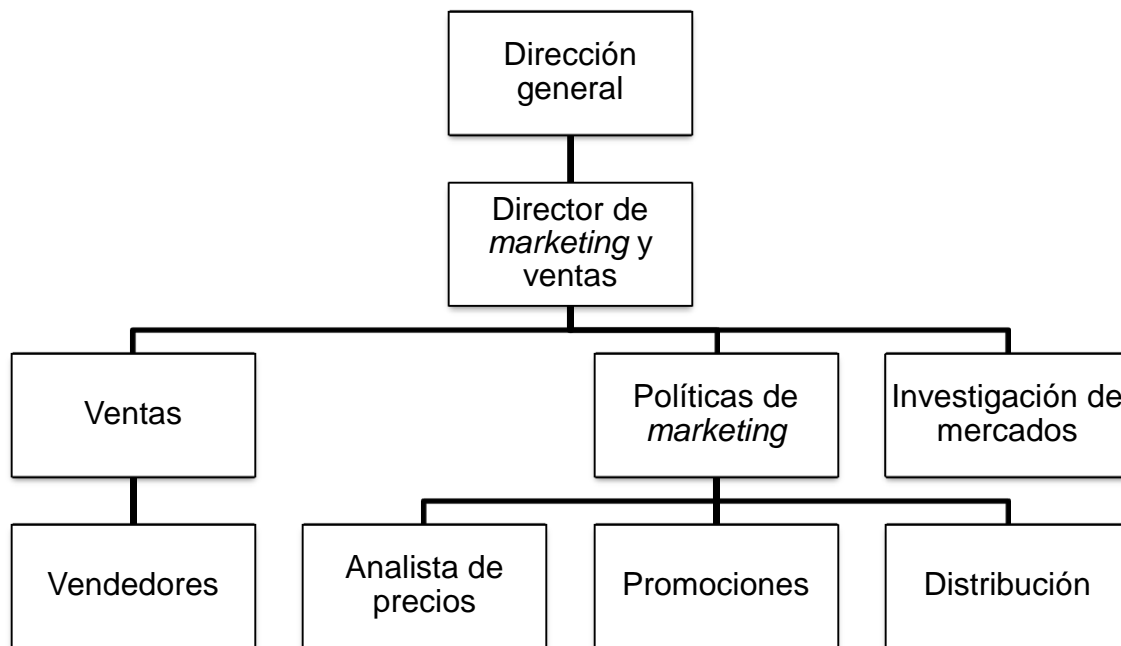 Dirección
general
Director de
marketing y
ventas
Ventas
Políticas de
marketing
Investigación de
mercados
Vendedores
Analista de
precios
Promociones
Distribución